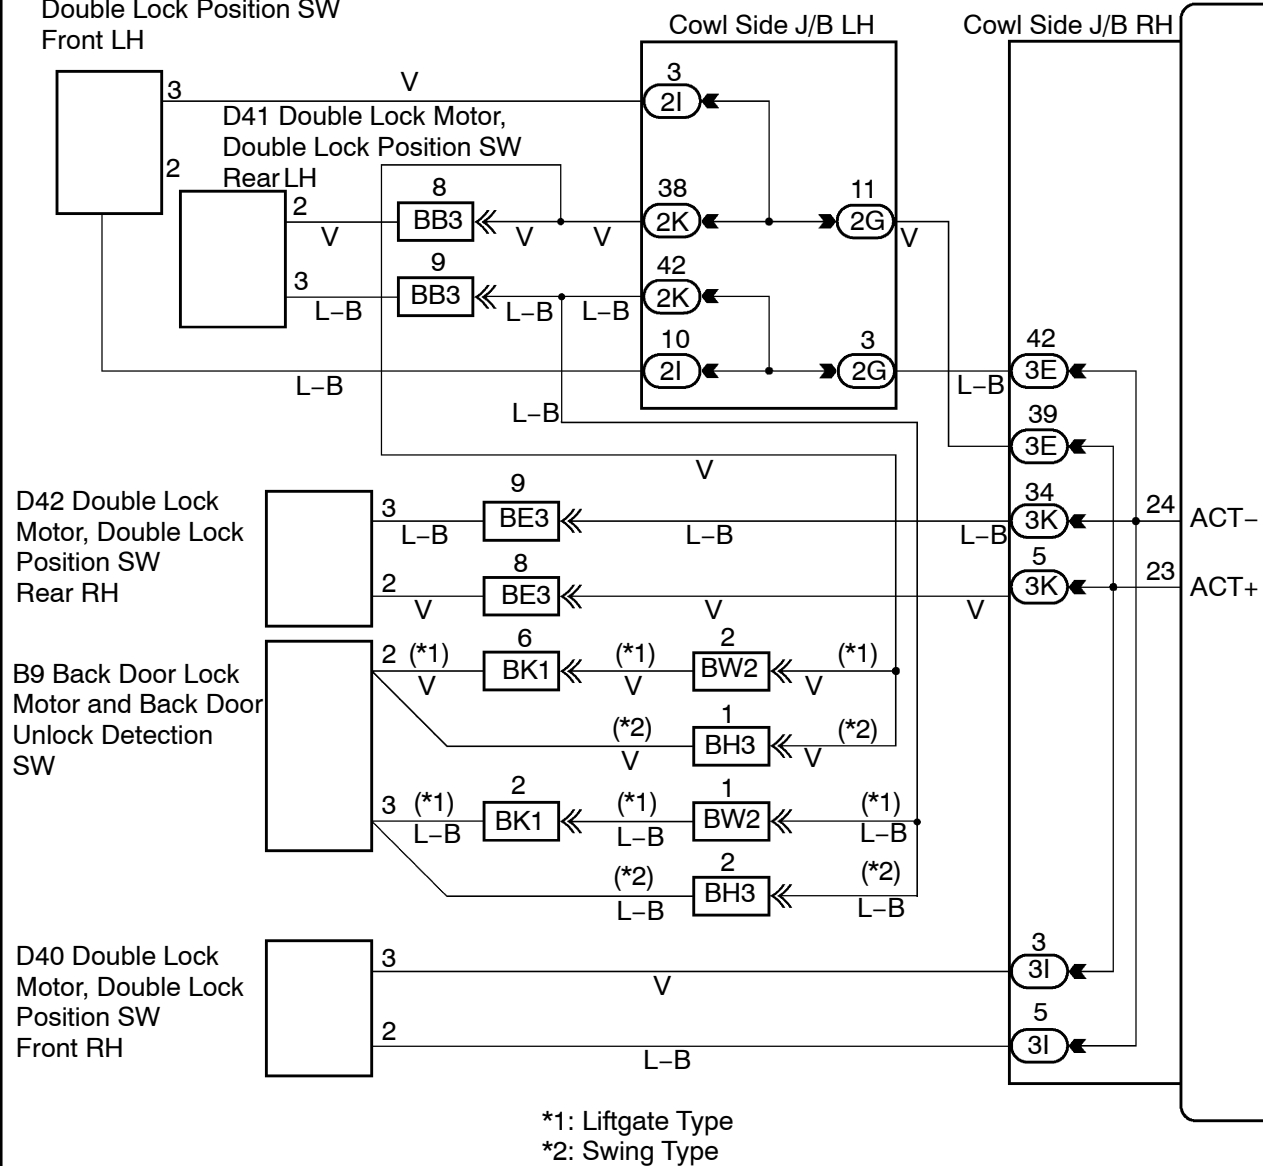 Double Lock Position SW
Front LH
Cowl Side J/B LH
Cowl Side J/B RH
3
V
3
2I
D41 Double Lock Motor,
Double Lock Position SW
Rear LH
2
2
V
8
BB3
V
V
38
2K
11
2G
V
3
L–B
9
BB3
L–B
L–B
42
2K
10
2I
3
2G
L–B
L–B
42
3E
L–B
39
3E
V
D42 Double Lock
Motor, Double Lock
Position SW
Rear RH
3
L–B
9
BE3
L–B
L–B
34
3K
24
ACT–
2
V
8
BE3
V
V
5
3K
23
ACT+
B9 Back Door Lock
Motor and Back Door
Unlock Detection
SW
2
(*1)
V
6
BK1
(*1)
V
2
BW2
(*1)
V
(*2)
V
1
BH3
(*2)
V
3
(*1)
L–B
2
BK1
(*1)
L–B
1
BW2
(*1)
L–B
(*2)
L–B
2
BH3
(*2)
L–B
D40 Double Lock
Motor, Double Lock
Position SW
Front RH
3
V
3
3I
2
L–B
5
3I
*1: Liftgate Type
*2: Swing Type